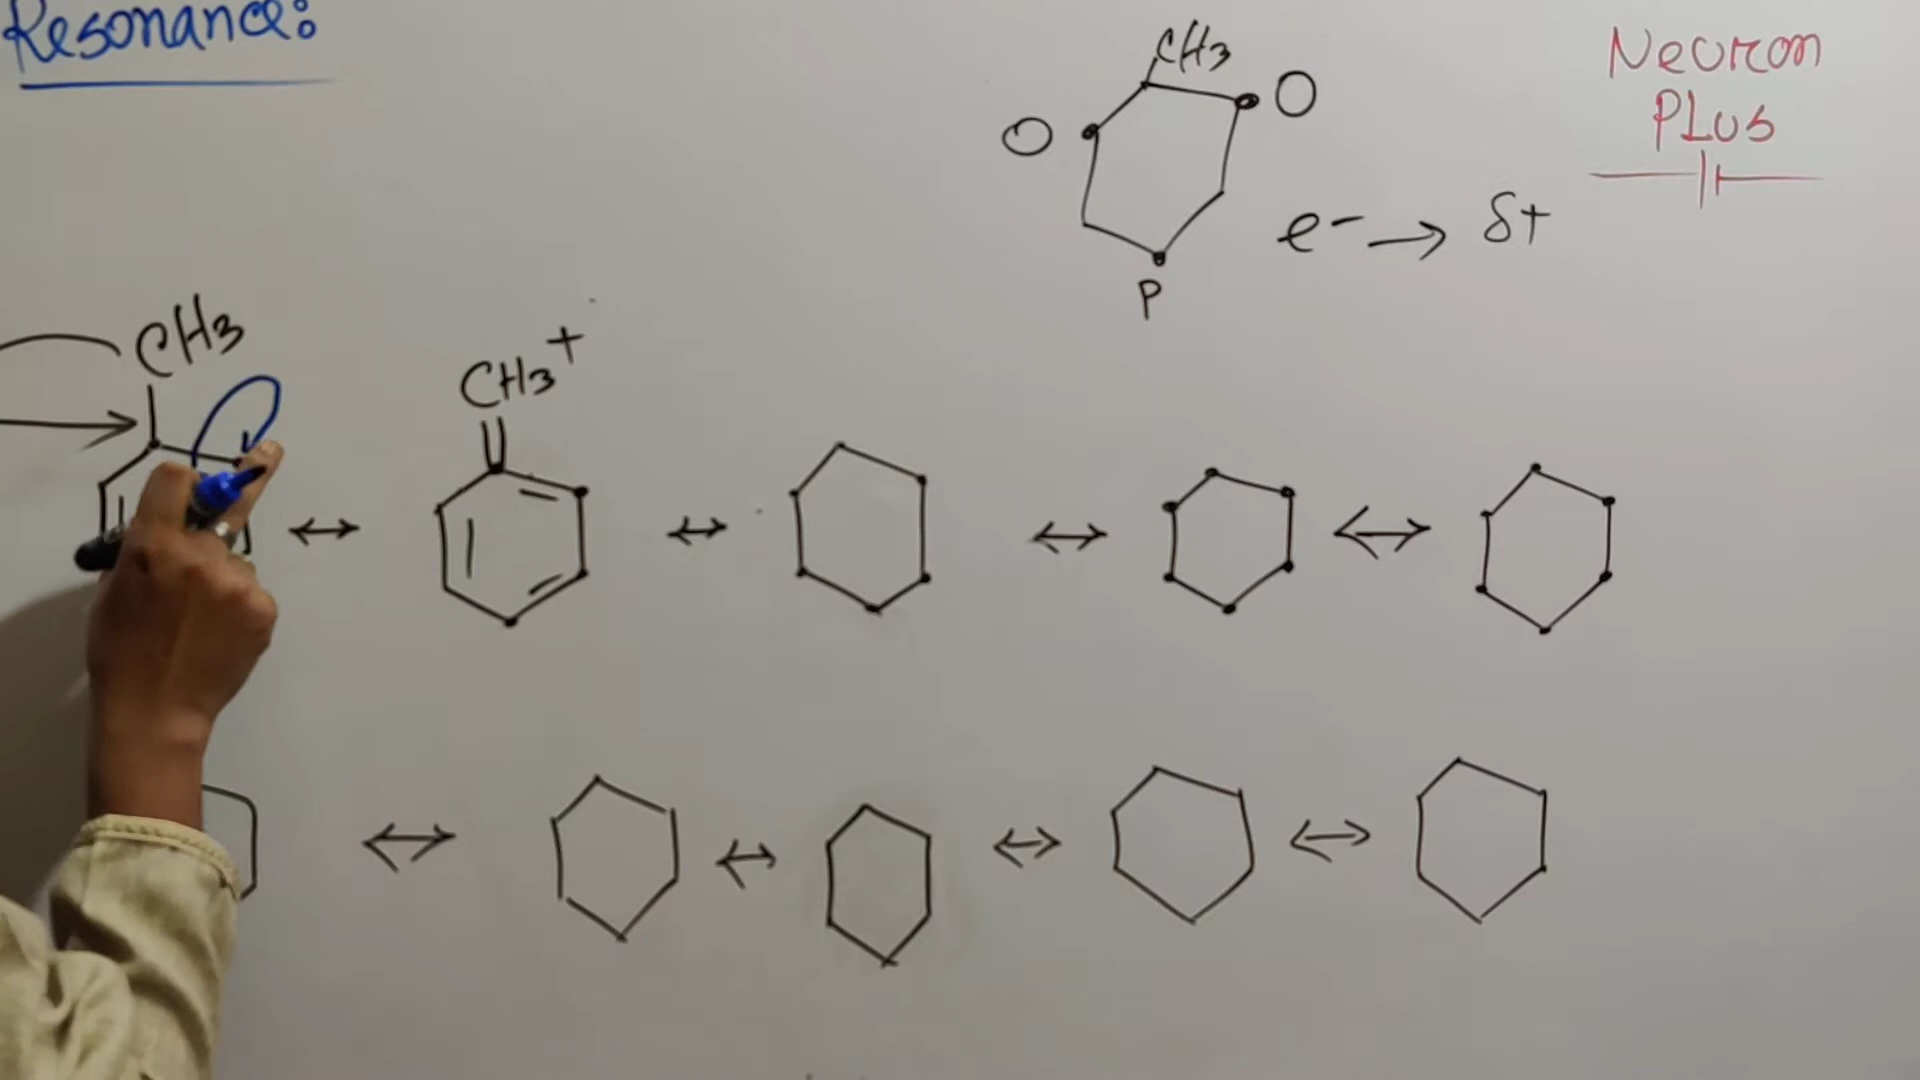 Resonance:
CH3
O
O
P
e- → δ+
Neuron
PLUS
CH3
CH3+